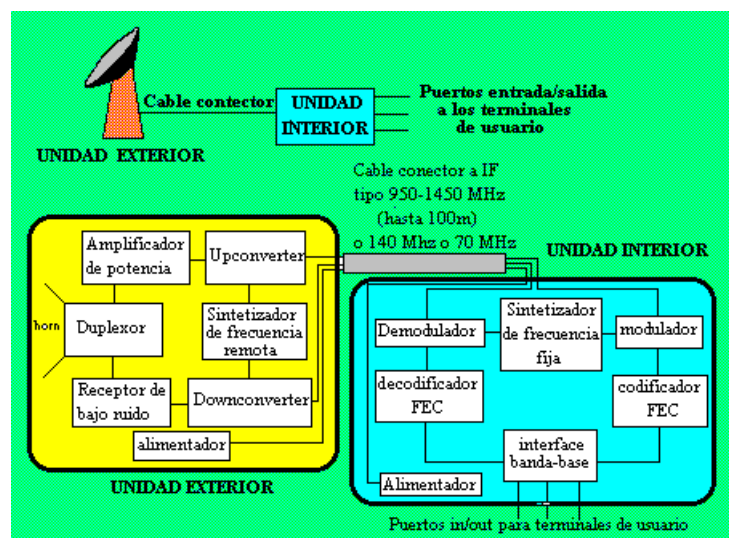 Cable contector
UNIDAD
INTERIOR
Puertos entrada/salida
a los terminales
de usuario
UNIDAD EXTERIOR
Cable conector a IF
tipo 950-1450 MHz
(hasta 100m)
o 140 Mhz o 70 MHz
UNIDAD INTERIOR
Amplificador
de potencia
Upconverter
horn
Duplexor
Sintetizador
de frecuencia
remota
Receptor de
bajo ruido
Downconverter
alimentador
UNIDAD EXTERIOR
Demodulador
Sintetizador
de frecuencia
fija
modulador
decodificador
FEC
codificador
FEC
interface
banda-base
Alimentador
Puertos in/out para terminales de usuario